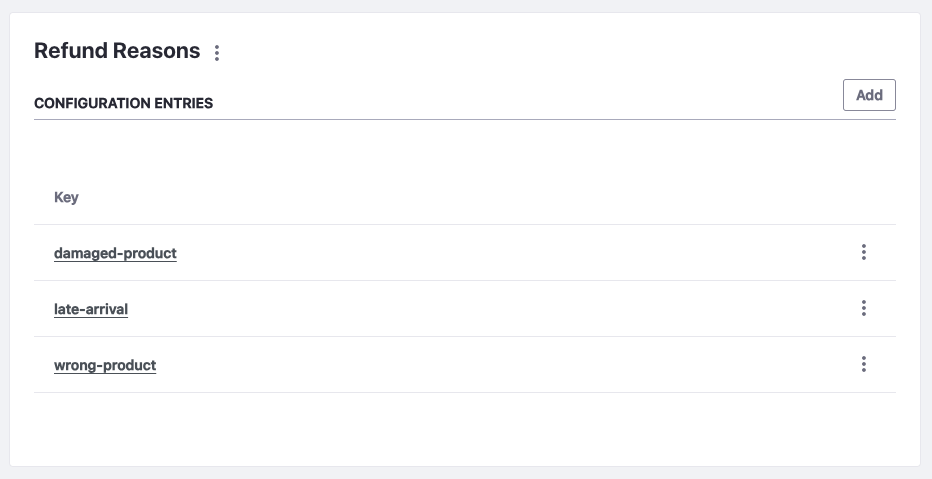 Refund Reasons
CONFIGURATION ENTRIES
Add
Key
damaged-product
late-arrival
wrong-product